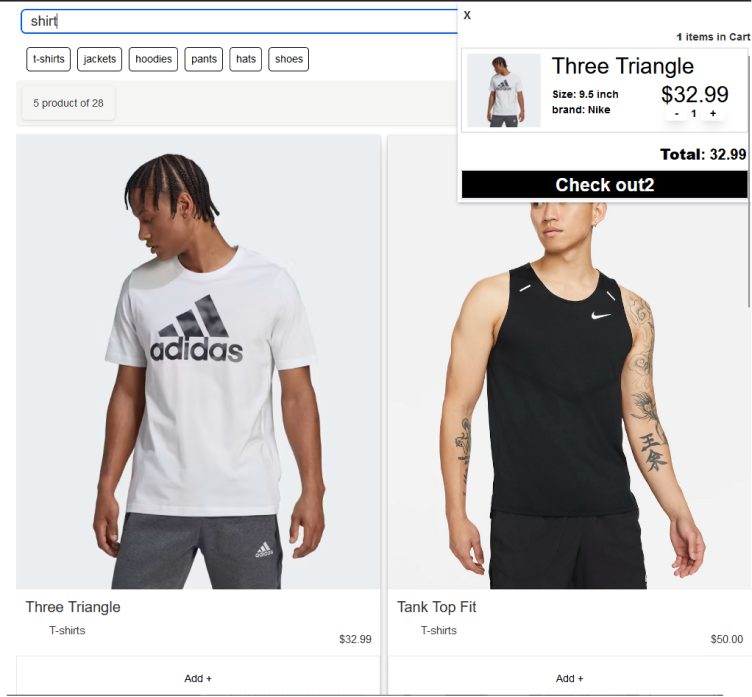 shirt
t-shirts jackets hoodies pants hats shoes
5 product of 28
X
1 items in Cart
Three Triangle
Size: 9.5 inch
brand: Nike
$32.99
- 1 +
Total: 32.99
Check out2
adidas
adidas
王
Three Triangle
T-shirts
$32.99
Add +
Tank Top Fit
T-shirts
$50.00
Add +